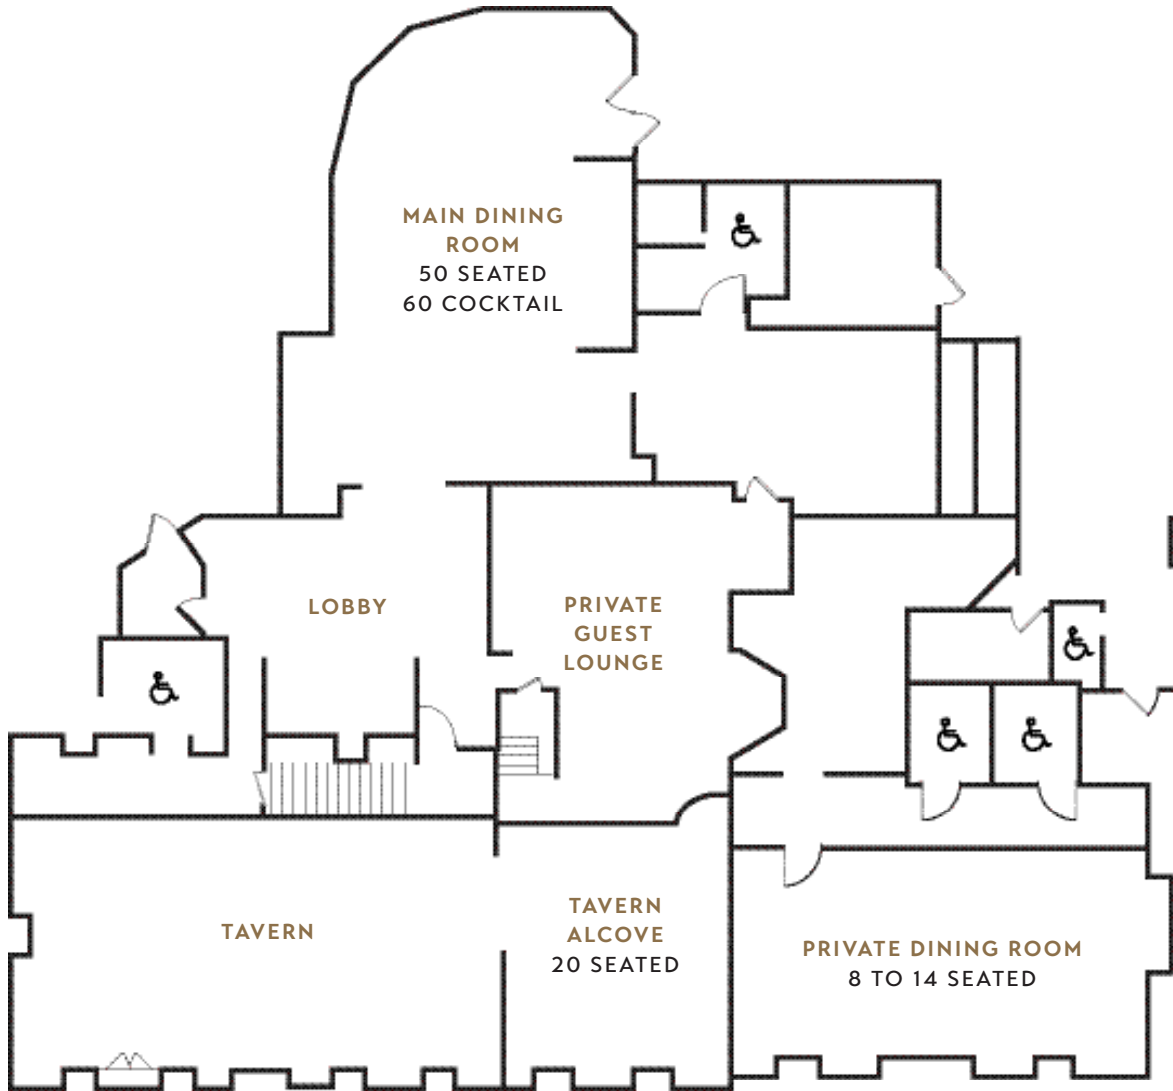 MAIN DINING
ROOM
50 SEATED
60 COCKTAIL
LOBBY
PRIVATE
GUEST
LOUNGE
TAVERN
TAVERN
ALCOVE
20 SEATED
PRIVATE DINING ROOM
8 TO 14 SEATED